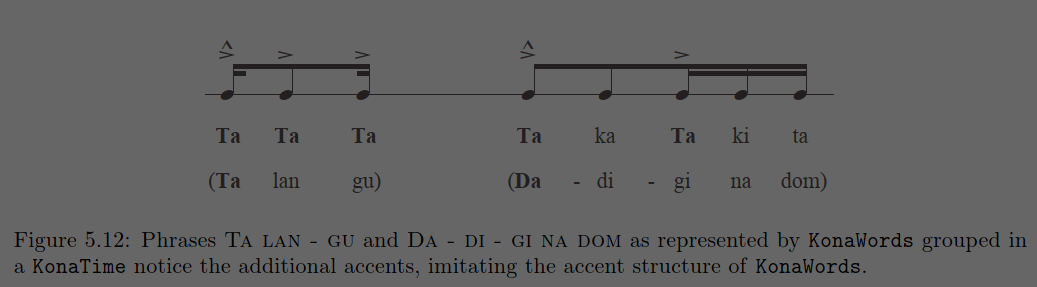 Ta Ta Ta Ta ka Ta ki ta
(Ta lan gu) (Da - di - gi na dom)
Figure 5.12: Phrases Ta lan - gu and Da - di - gi na dom as represented by KonaWords grouped in
a KonaTime notice the additional accents, imitating the accent structure of KonaWords.